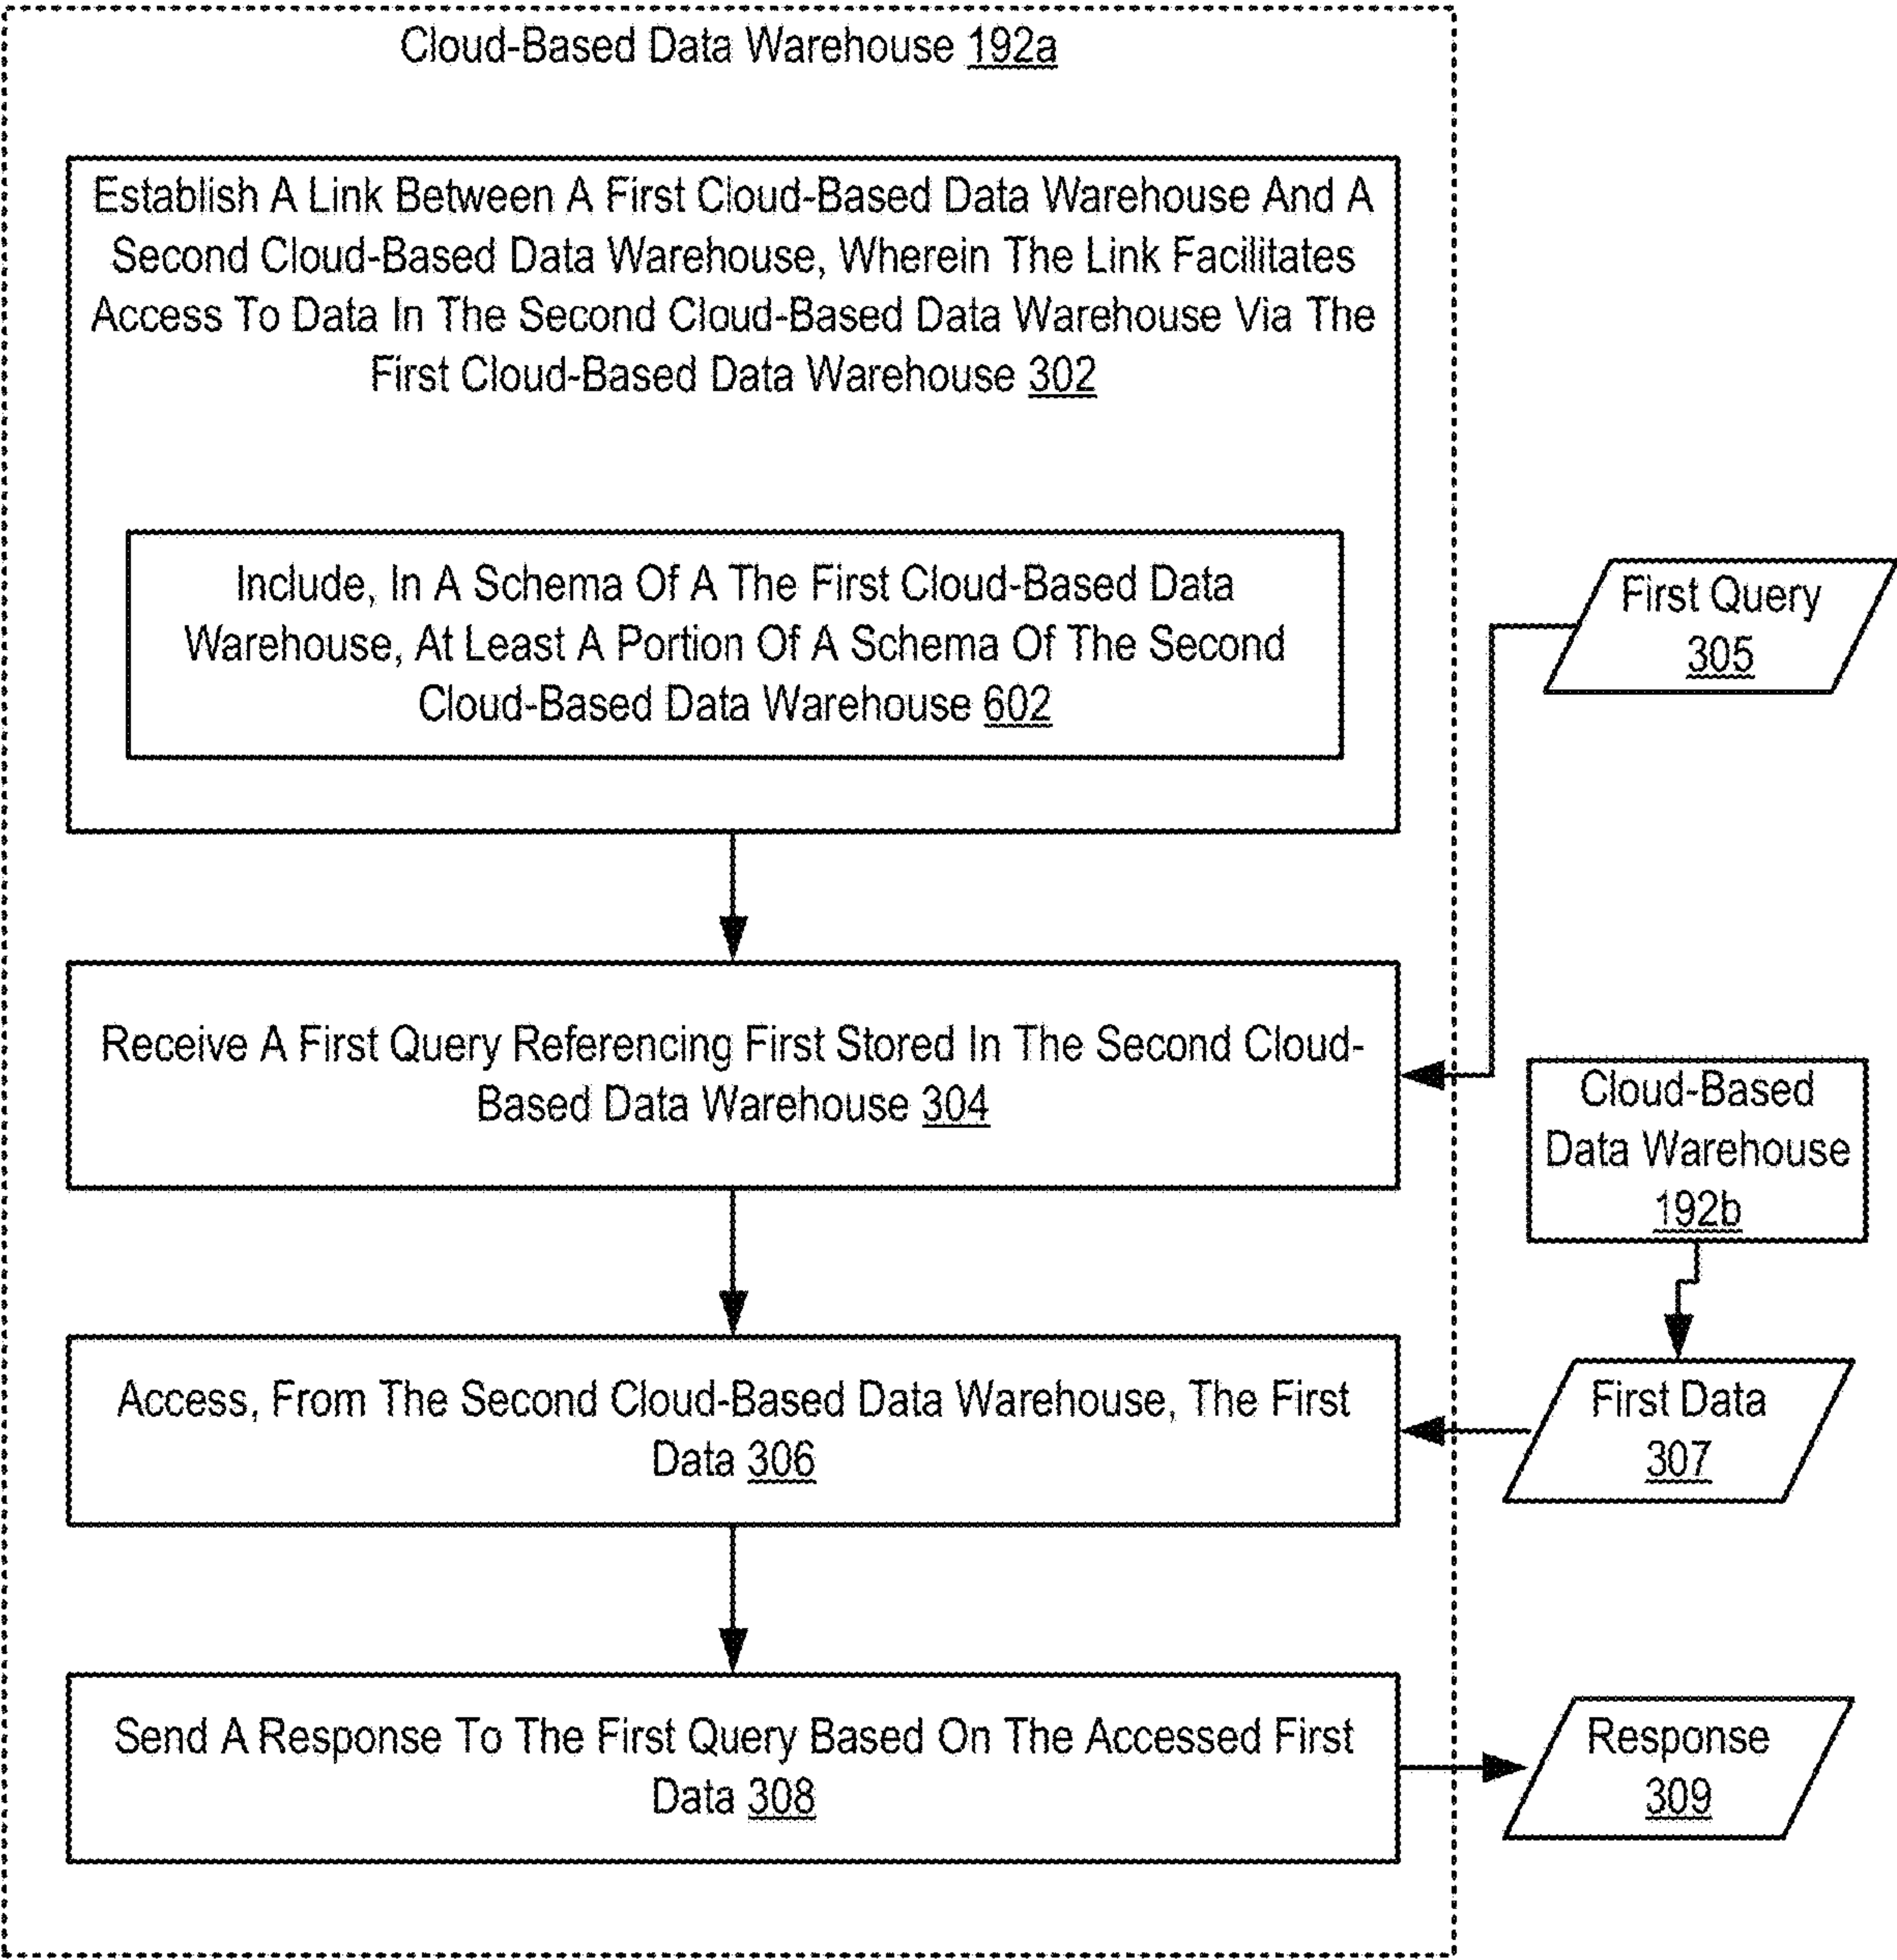 Cloud-Based Data Warehouse 192a
Establish A Link Between A First Cloud-Based Data Warehouse And A
Second Cloud-Based Data Warehouse, Wherein The Link Facilitates
Access To Data In The Second Cloud-Based Data Warehouse Via The
First Cloud-Based Data Warehouse 302
Include, In A Schema Of A The First Cloud-Based Data
Warehouse, At Least A Portion Of A Schema Of The Second
Cloud-Based Data Warehouse 602
First Query
305
Receive A First Query Referencing First Stored In The Second Cloud-
Based Data Warehouse 304
Cloud-Based
Data Warehouse
192b
Access, From The Second Cloud-Based Data Warehouse, The First
Data 306
First Data
307
Send A Response To The First Query Based On The Accessed First
Data 308
Response
309